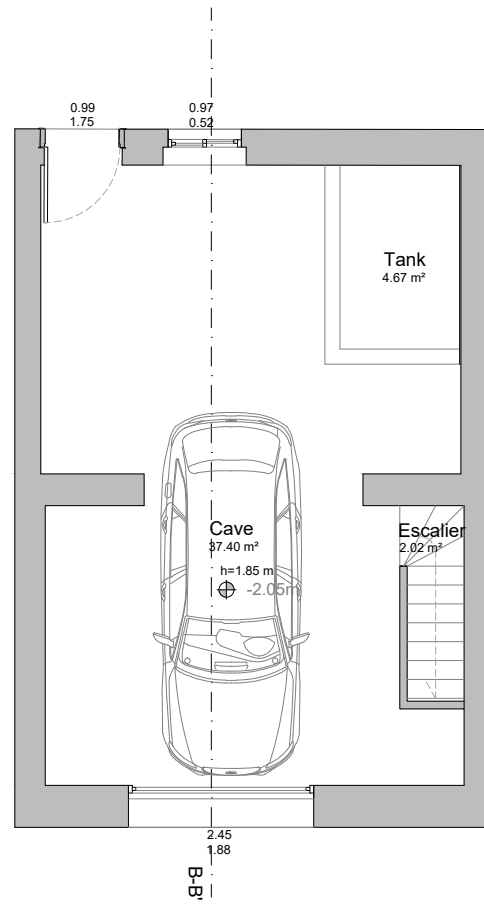 0.99
1.75
0.97
0.52
Tank
4.67 m²
Cave
37.40 m²
h=1.85 m
-2.05m
Escalier
2.02 m²
2.45
1.88
B-B'